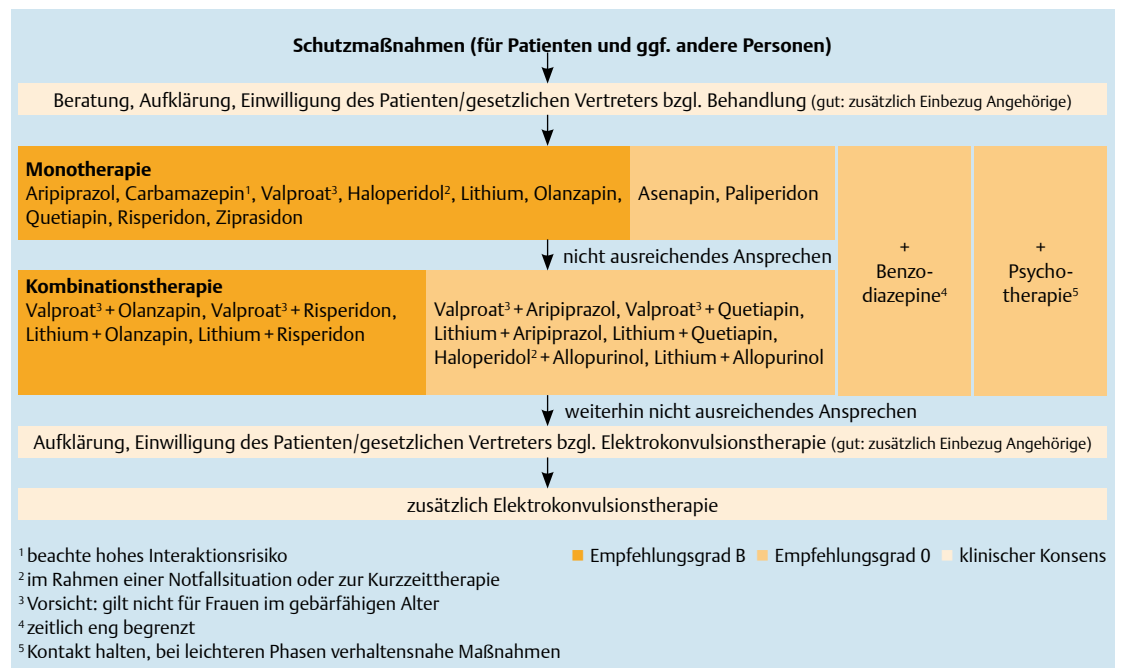 Schutzmaßnahmen (für Patienten und ggf. andere Personen)
Beratung, Aufklärung, Einwilligung des Patienten/gesetzlichen Vertreters bzgl. Behandlung (gut: zusätzlich Einbezug Angehörige)
Monotherapie
Aripiprazol, Carbamazepin¹, Valproat³, Haloperidol², Lithium, Olanzapin,
Quetiapin, Risperidon, Ziprasidon
Asenapin, Paliperidon
nicht ausreichendes Ansprechen
Kombinationstherapie
Valproat³ + Olanzapin, Valproat³ + Risperidon,
Lithium + Olanzapin, Lithium + Risperidon
Valproat³ + Aripiprazol, Valproat³ + Quetiapin,
Lithium + Aripiprazol, Lithium + Quetiapin,
Haloperidol² + Allopurinol, Lithium + Allopurinol
+
Benzo-
diazepine⁴
+
Psycho-
therapie⁵
weiterhin nicht ausreichendes Ansprechen
Aufklärung, Einwilligung des Patienten/gesetzlichen Vertreters bzgl. Elektrokonvulsionstherapie (gut: zusätzlich Einbezug Angehörige)
zusätzlich Elektrokonvulsionstherapie
¹ beachte hohes Interaktionsrisiko
² im Rahmen einer Notfallsituation oder zur Kurzzeittherapie
³ Vorsicht: gilt nicht für Frauen im gebärfähigen Alter
⁴ zeitlich eng begrenzt
⁵ Kontakt halten, bei leichteren Phasen verhaltensnahe Maßnahmen
Empfehlungsgrad B
Empfehlungsgrad 0
klinischer Konsens